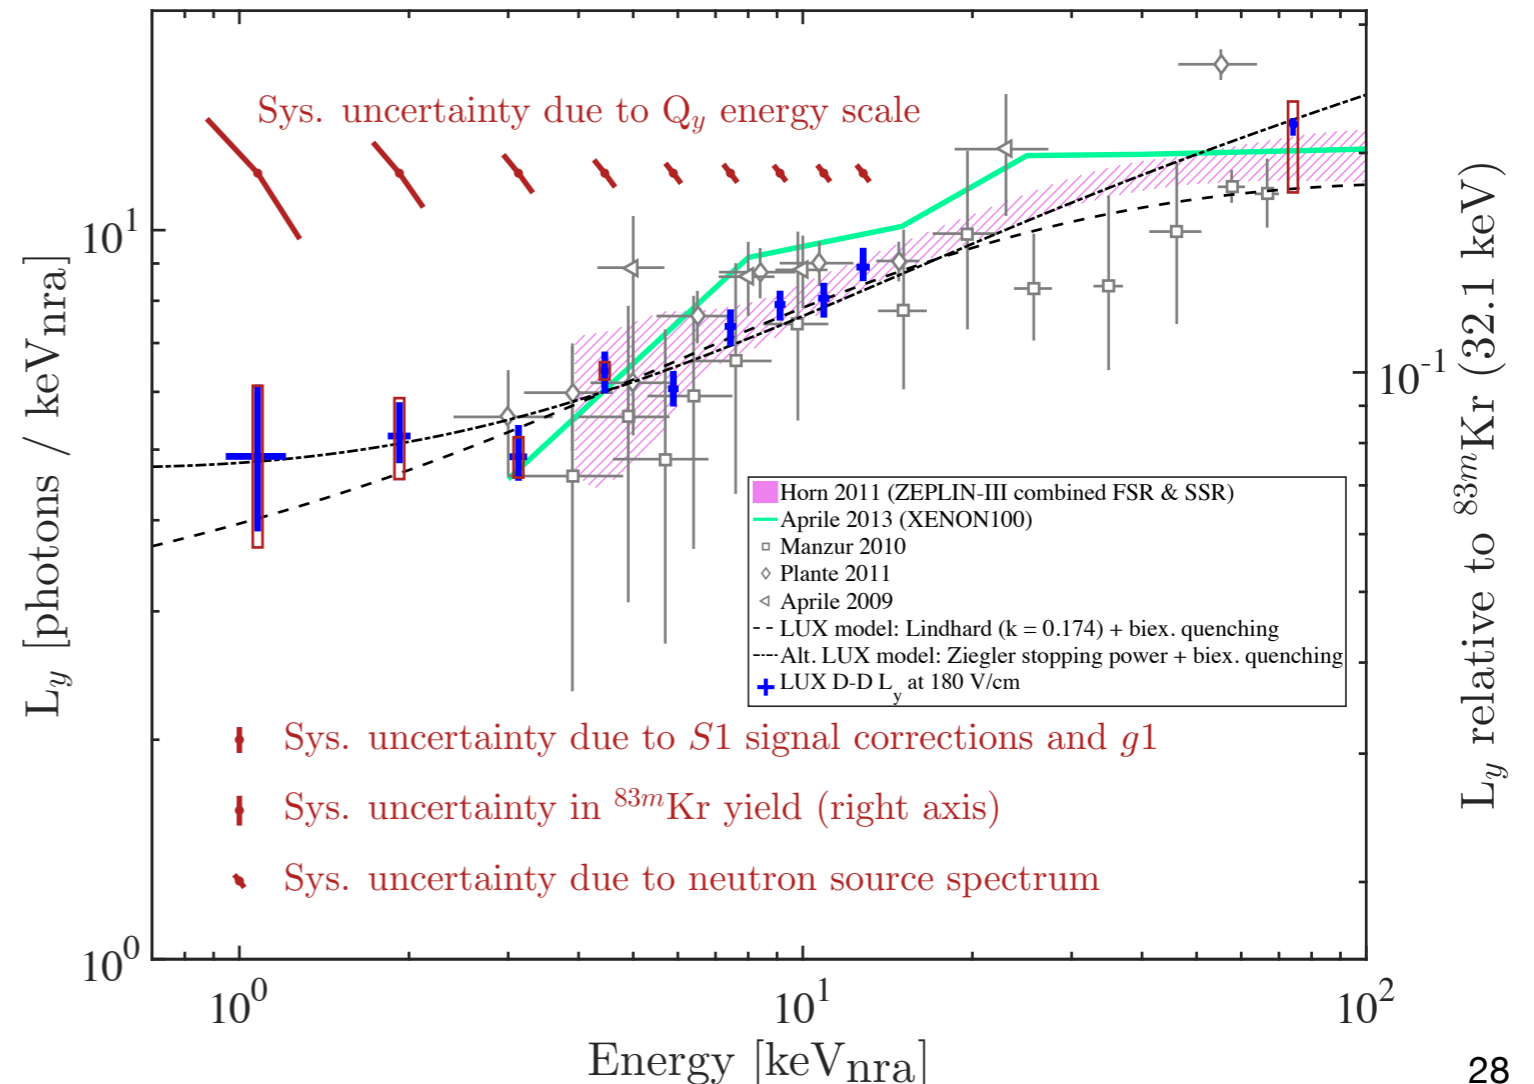 Sys. uncertainty due to Q_y energy scale
10^1
L_y [photons / keV_nra]
L_y relative to ^83mKr (32.1 keV)
10^-1
Horn 2011 (ZEPLIN-III combined FSR & SSR)
Aprile 2013 (XENON100)
Manzur 2010
Plante 2011
Aprile 2009
LUX model: Lindhard (k = 0.174) + biex. quenching
Alt. LUX model: Ziegler stopping power + biex. quenching
LUX D-D L_y at 180 V/cm
Sys. uncertainty due to S1 signal corrections and g1
Sys. uncertainty in ^83mKr yield (right axis)
Sys. uncertainty due to neutron source spectrum
10^0
10^0
10^1
10^2
Energy [keV_nra]
28